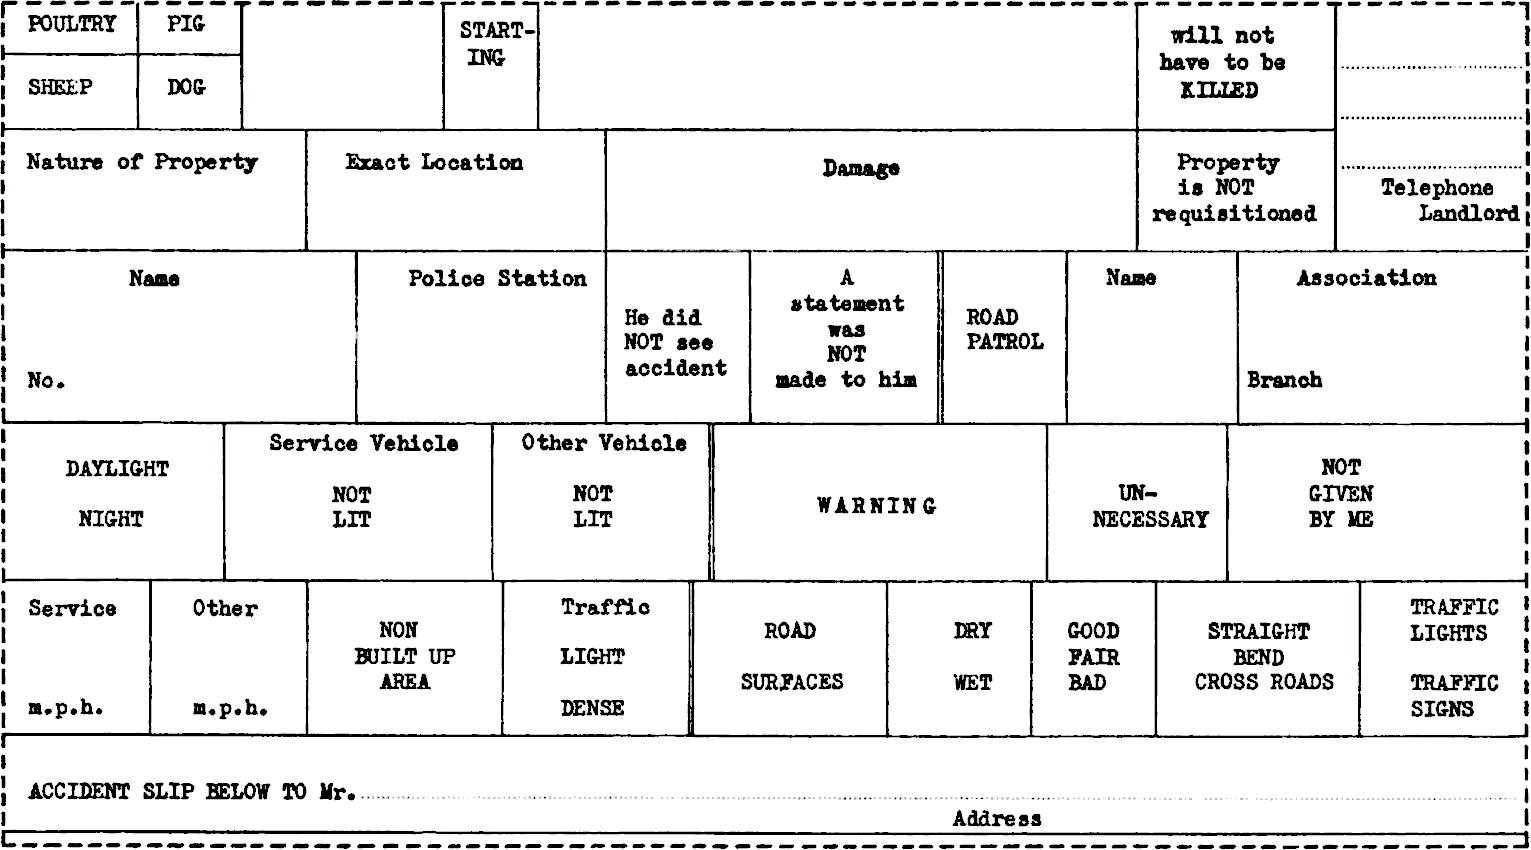 POULTRY PIG
SHEEP DOG
START-
ING
will not
have to be
KILLED
Nature of Property
Exact Location
Damage
Property
is NOT
requisitioned
Telephone
Landlord
Name
No.
Police Station
He did
NOT see
accident
A
statement
was
NOT
made to him
ROAD
PATROL
Name
Association
Branch
DAYLIGHT
NIGHT
Service Vehicle
NOT
LIT
Other Vehicle
NOT
LIT
WARNING
UN-
NECESSARY
NOT
GIVEN
BY ME
Service
m.p.h.
Other
m.p.h.
NON
BUILT UP
AREA
Traffic
LIGHT
DENSE
ROAD
SURFACES
DRY
WET
GOOD
FAIR
BAD
STRAIGHT
BEND
CROSS ROADS
TRAFFIC
LIGHTS
TRAFFIC
SIGNS
ACCIDENT SLIP BELOW TO Mr.
Address